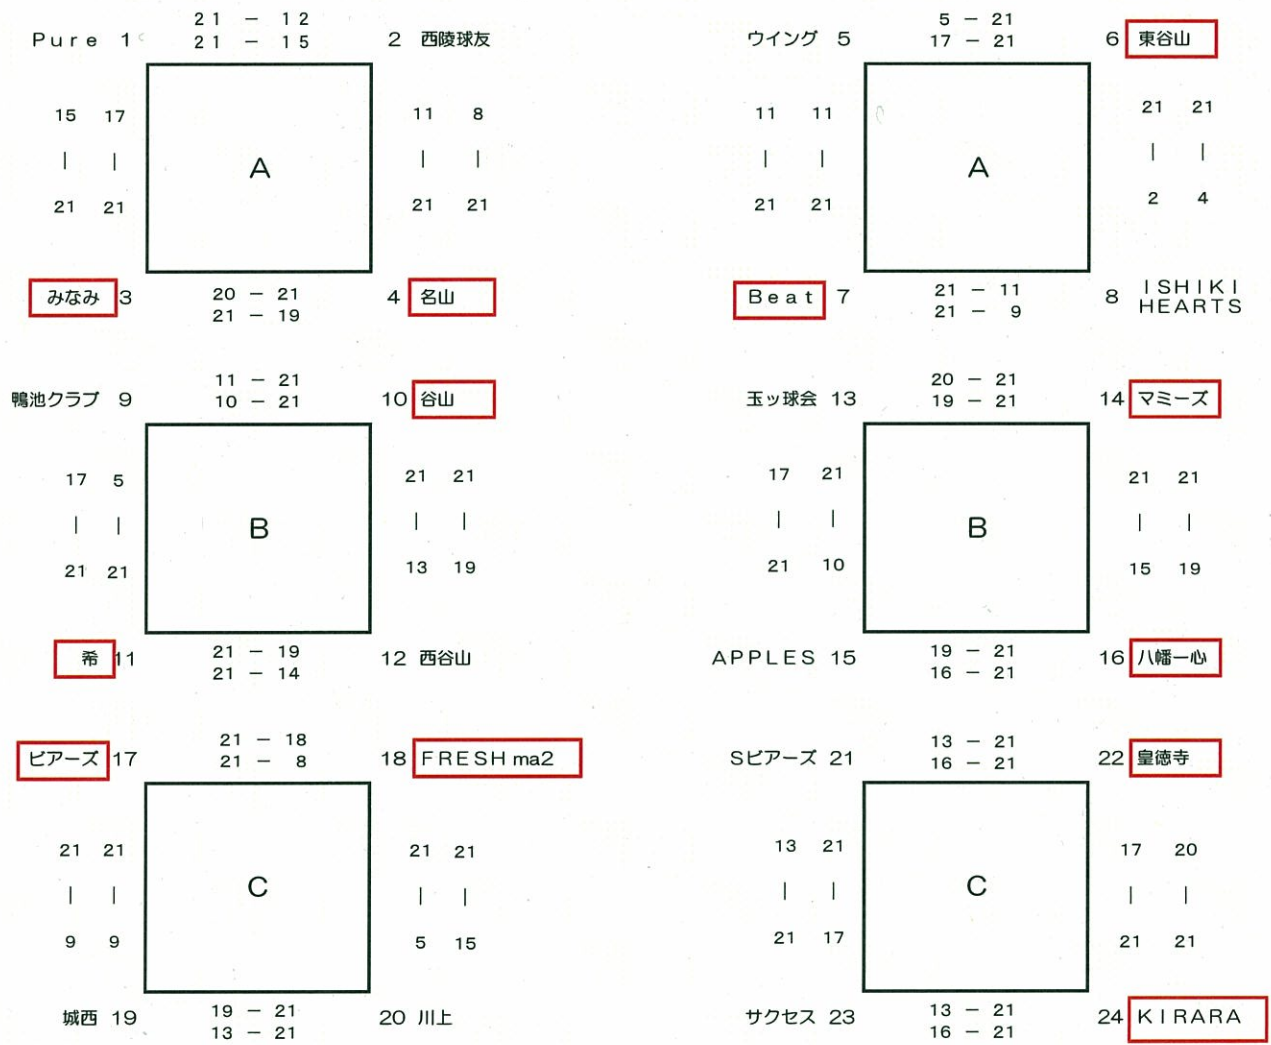 21 － 12
Pure 1 21 － 15 2 西陵球友
15 17 11 8
| | A | |
21 21 21 21
みなみ 3 20 － 21 4 名山
21 － 19
5 － 21
ウイング 5 17 － 21 6 東谷山
11 11 21 21
| | A | |
21 21 2 4
Beat 7 21 － 11 8 ISHIKI
21 － 9 HEARTS
11 － 21
鴨池クラブ 9 10 － 21 10 谷山
17 5 21 21
| | B | |
21 21 13 19
希 11 21 － 19 12 西谷山
21 － 14
20 － 21
玉ッ球会 13 19 － 21 14 マミーズ
17 21 21 21
| | B | |
21 10 15 19
APPLES 15 19 － 21 16 八幡一心
16 － 21
21 － 18
ビアーズ 17 21 － 8 18 FRESH ma2
21 21 21 21
| | C | |
9 9 5 15
城西 19 19 － 21 20 川上
13 － 21
13 － 21
Sビアーズ 21 16 － 21 22 皇徳寺
13 21 17 20
| | C | |
21 17 21 21
サクセス 23 13 － 21 24 KIRARA
16 － 21